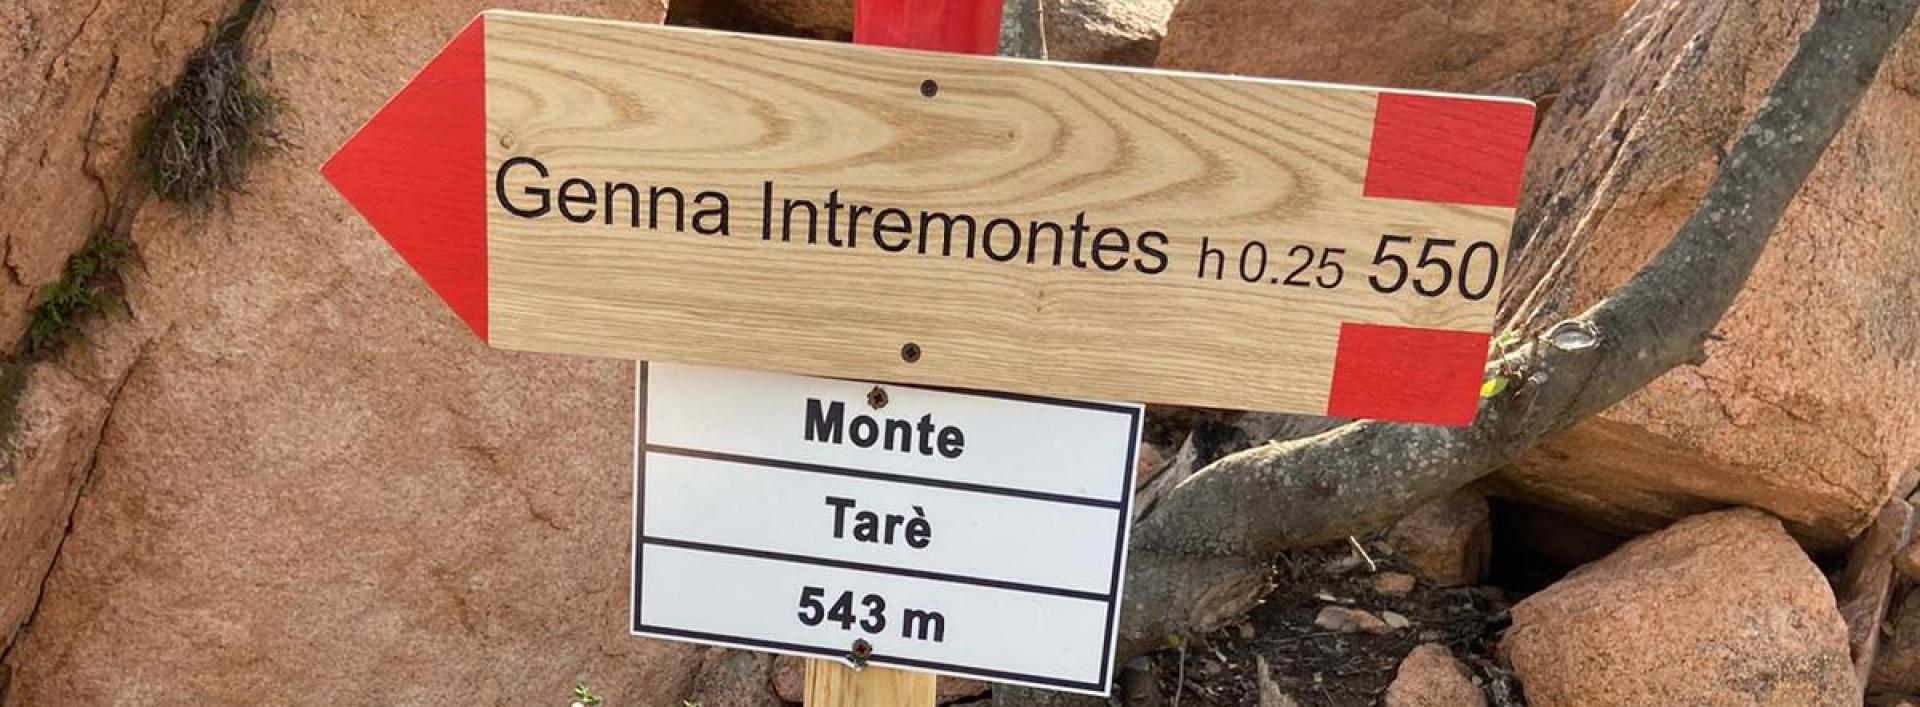 Genna Intremontes h 0.25 550
Monte
Tarè
543 m